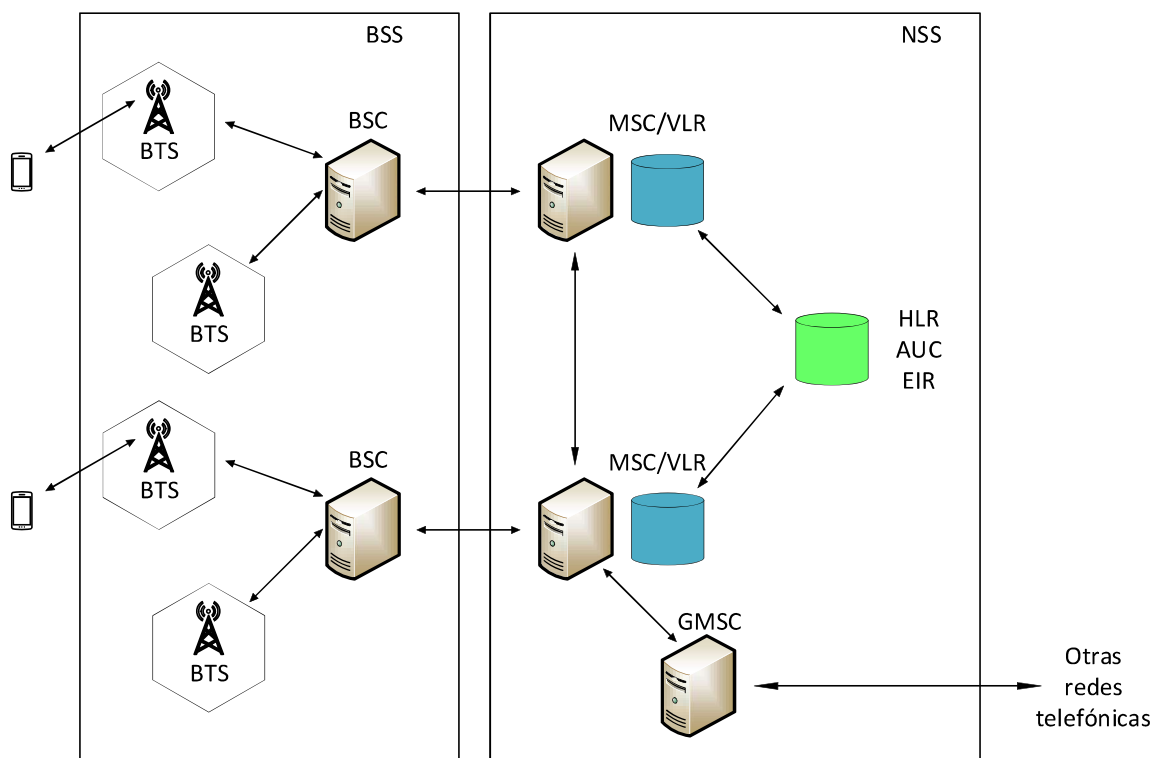 BSS
NSS
BTS
BSC
MSC/VLR
BTS
HLR
AUC
EIR
BTS
BSC
MSC/VLR
BTS
GMSC
Otras
redes
telefónicas